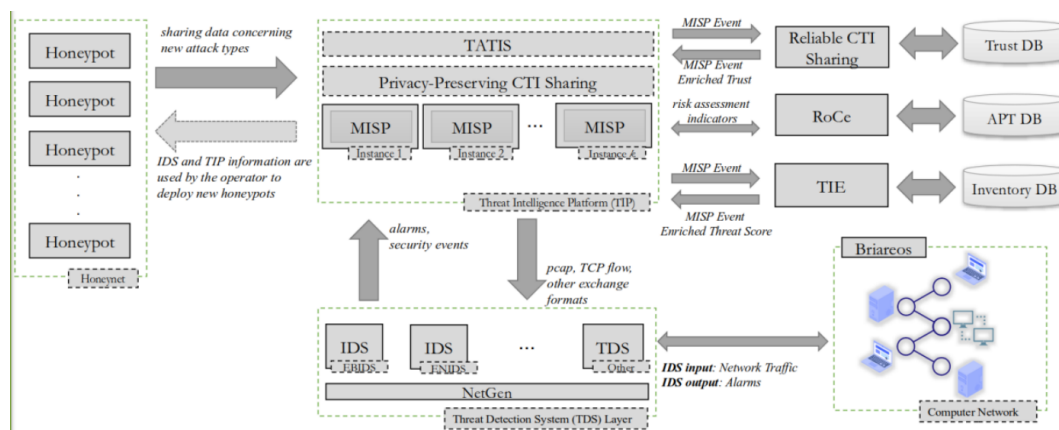 Honeypot
Honeypot
Honeypot
.
.
.
Honeypot
Honeynet
sharing data concerning
new attack types
IDS and TIP information are
used by the operator to
deploy new honeypots
TATIS
Privacy-Preserving CTI Sharing
MISP
Instance 1
MISP
Instance 2
...
MISP
Instance k
Threat Intelligence Platform (TIP)
MISP Event
MISP Event
Enriched Trust
Reliable CTI
Sharing
Trust DB
risk assessment
indicators
RoCe
APT DB
MISP Event
MISP Event
Enriched Threat Score
TIE
Inventory DB
alarms,
security events
pcap, TCP flow,
other exchange
formats
IDS
EBIDS
IDS
ENIDS
...
TDS
Other
NetGen
Threat Detection System (TDS) Layer
IDS input: Network Traffic
IDS output: Alarms
Briareos
Computer Network